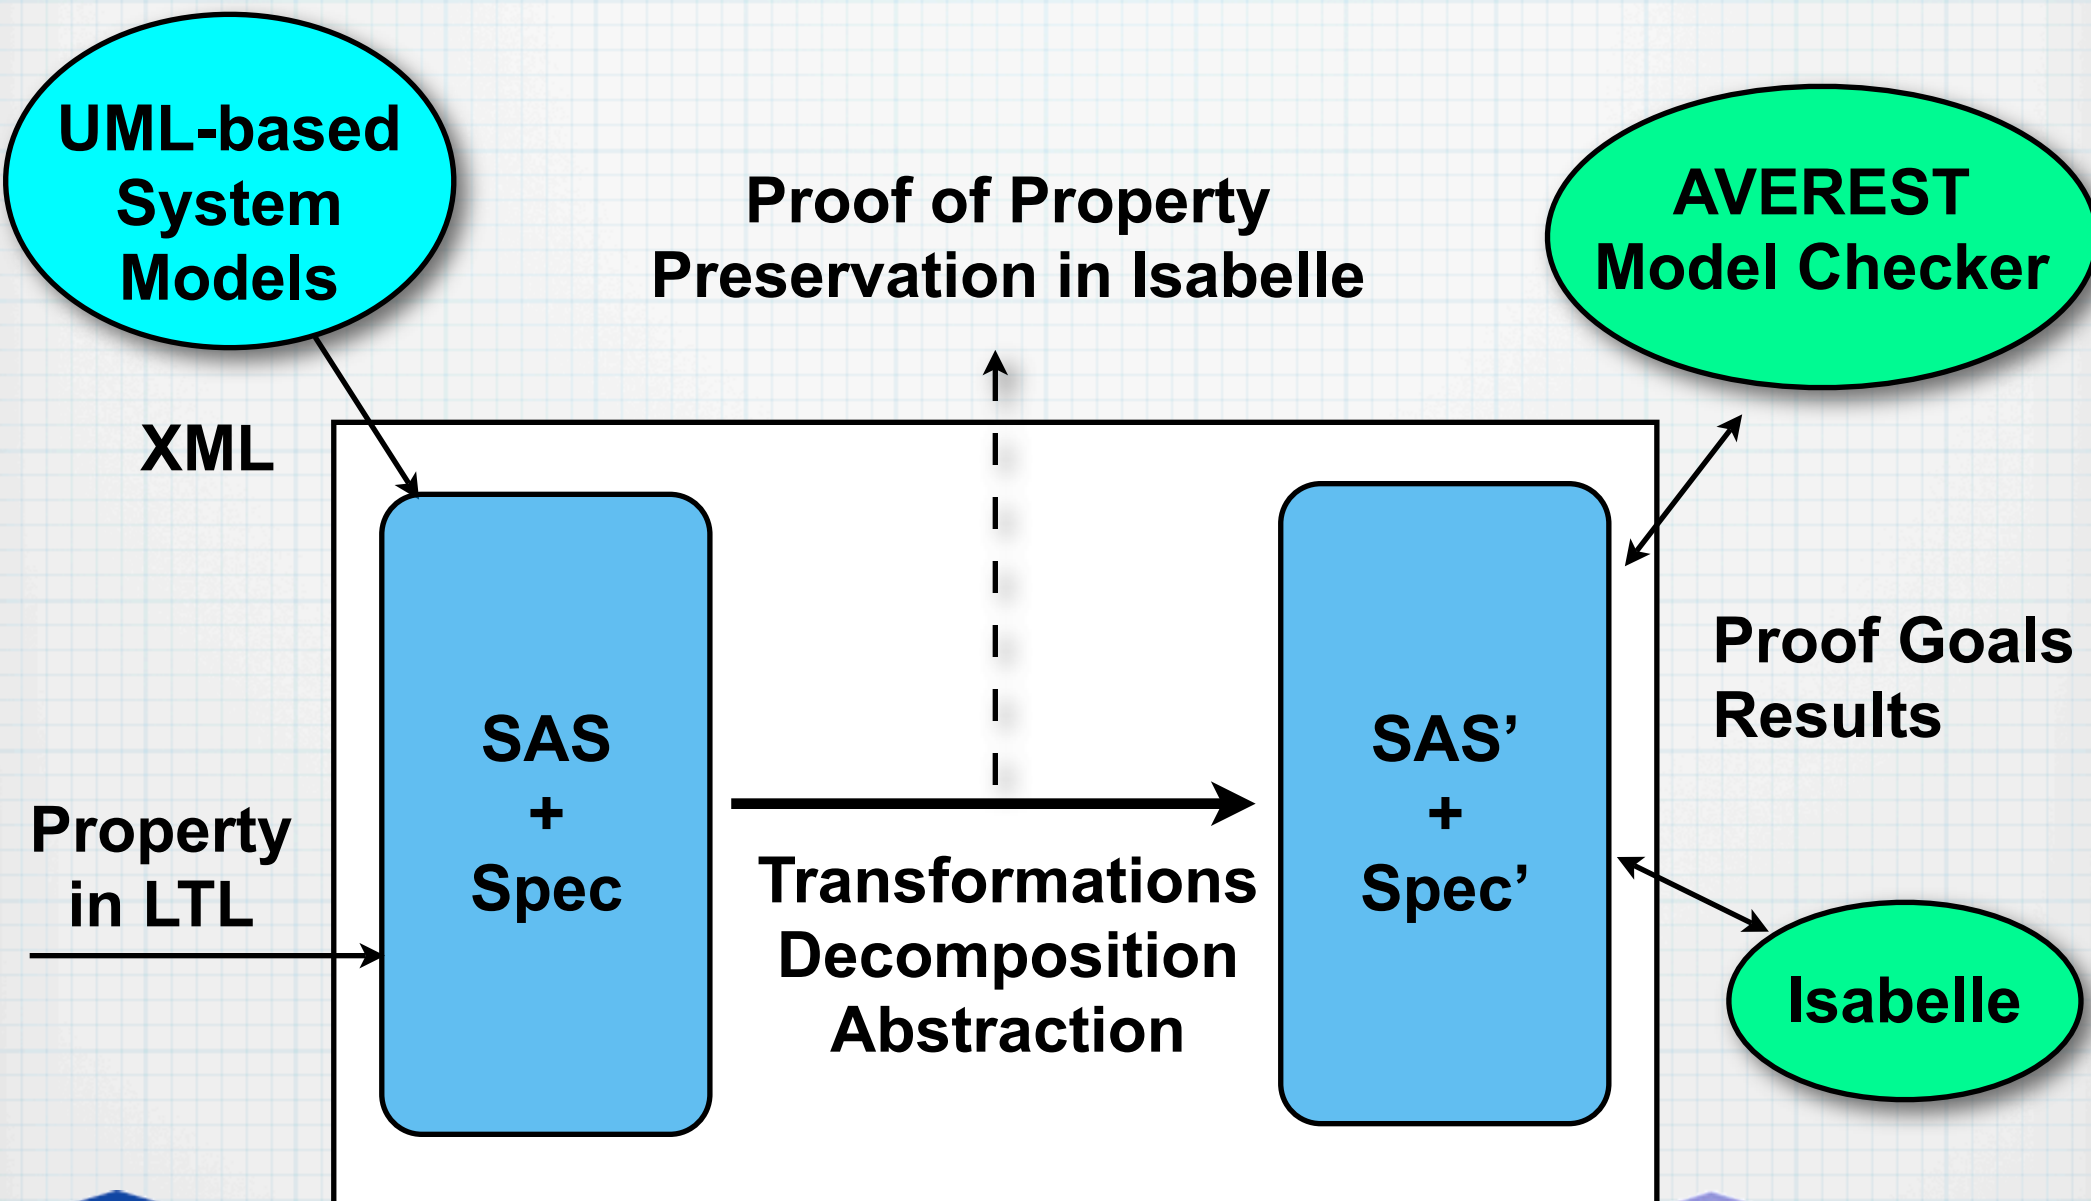 UML-based
System
Models
Proof of Property
Preservation in Isabelle
AVEREST
Model Checker
XML
SAS
+
Spec
Property
in LTL
Transformations
Decomposition
Abstraction
SAS’
+
Spec’
Proof Goals
Results
Isabelle